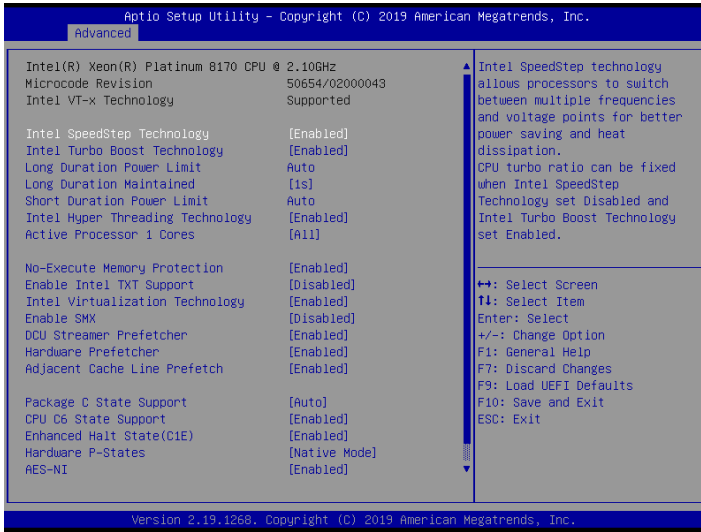 Aptio Setup Utility – Copyright (C) 2019 American Megatrends, Inc.
Advanced
Intel(R) Xeon(R) Platinum 8170 CPU @ 2.10GHz
Microcode Revision 50654/02000043
Intel VT-x Technology Supported
Intel SpeedStep Technology [Enabled]
Intel Turbo Boost Technology [Enabled]
Long Duration Power Limit Auto
Long Duration Maintained [1s]
Short Duration Power Limit Auto
Intel Hyper Threading Technology [Enabled]
Active Processor 1 Cores [All]
No-Execute Memory Protection [Enabled]
Enable Intel TXT Support [Disabled]
Intel Virtualization Technology [Enabled]
Enable SMX [Disabled]
DCU Streamer Prefetcher [Enabled]
Hardware Prefetcher [Enabled]
Adjacent Cache Line Prefetch [Enabled]
Package C State Support [Auto]
CPU C6 State Support [Enabled]
Enhanced Halt State(C1E) [Enabled]
Hardware P-States [Native Mode]
AES-NI [Enabled]
Intel SpeedStep technology
allows processors to switch
between multiple frequencies
and voltage points for better
power saving and heat
dissipation.
CPU turbo ratio can be fixed
when Intel SpeedStep
Technology set Disabled and
Intel Turbo Boost Technology
set Enabled.
↔: Select Screen
↑↓: Select Item
Enter: Select
+/-: Change Option
F1: General Help
F7: Discard Changes
F9: Load UEFI Defaults
F10: Save and Exit
ESC: Exit
Version 2.19.1268. Copyright (C) 2019 American Megatrends, Inc.